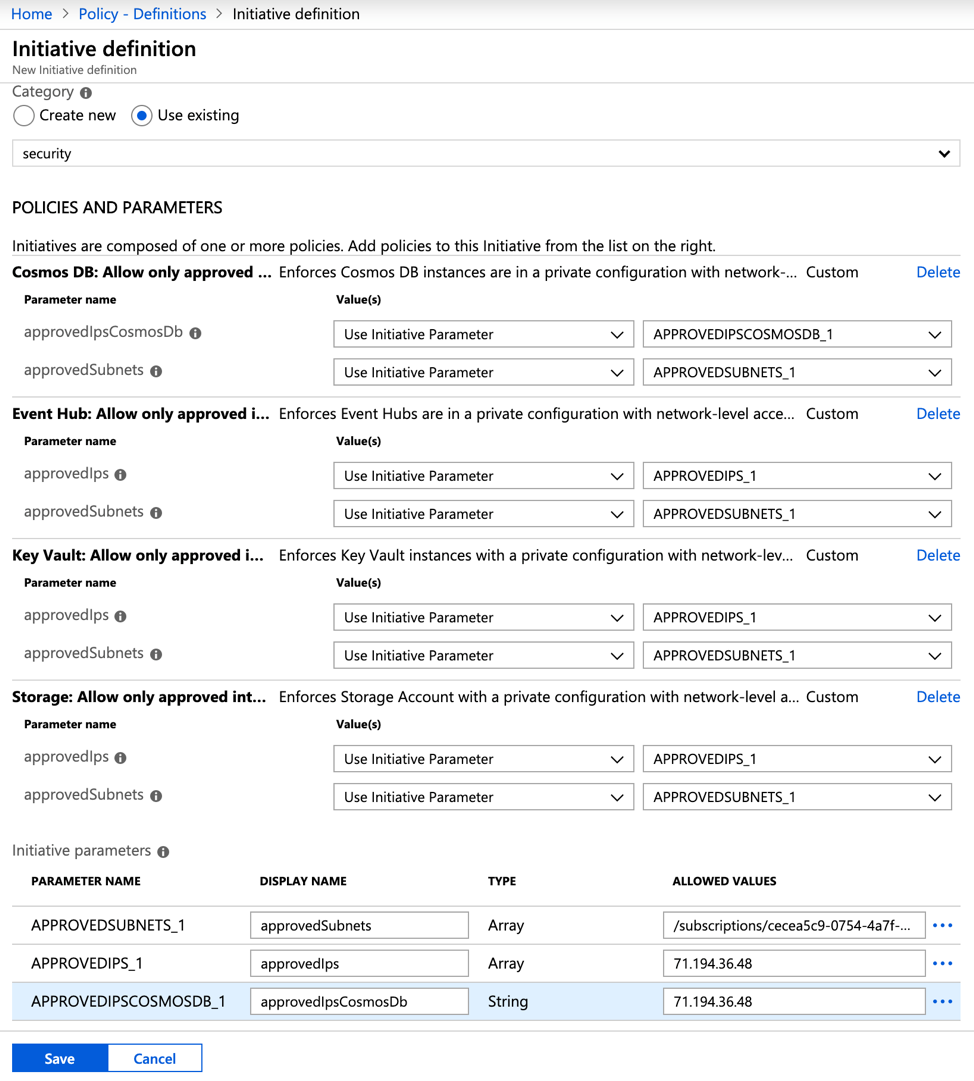 Home > Policy - Definitions > Initiative definition
Initiative definition
New Initiative definition
Category
Create new Use existing
security
POLICIES AND PARAMETERS
Initiatives are composed of one or more policies. Add policies to this Initiative from the list on the right.
Cosmos DB: Allow only approved ... Enforces Cosmos DB instances are in a private configuration with network-... Custom Delete
Parameter name Value(s)
approvedIpsCosmosDb Use Initiative Parameter APPROVEDIPSCOSMOSDB_1
approvedSubnets Use Initiative Parameter APPROVEDSUBNETS_1
Event Hub: Allow only approved i... Enforces Event Hubs are in a private configuration with network-level acce... Custom Delete
Parameter name Value(s)
approvedIps Use Initiative Parameter APPROVEDIPS_1
approvedSubnets Use Initiative Parameter APPROVEDSUBNETS_1
Key Vault: Allow only approved i... Enforces Key Vault instances with a private configuration with network-lev... Custom Delete
Parameter name Value(s)
approvedIps Use Initiative Parameter APPROVEDIPS_1
approvedSubnets Use Initiative Parameter APPROVEDSUBNETS_1
Storage: Allow only approved int... Enforces Storage Account with a private configuration with network-level a... Custom Delete
Parameter name Value(s)
approvedIps Use Initiative Parameter APPROVEDIPS_1
approvedSubnets Use Initiative Parameter APPROVEDSUBNETS_1
Initiative parameters
PARAMETER NAME DISPLAY NAME TYPE ALLOWED VALUES
APPROVEDSUBNETS_1 approvedSubnets Array /subscriptions/cecea5c9-0754-4a7f-... ...
APPROVEDIPS_1 approvedIps Array 71.194.36.48 ...
APPROVEDIPSCOSMOSDB_1 approvedIpsCosmosDb String 71.194.36.48 ...
Save Cancel